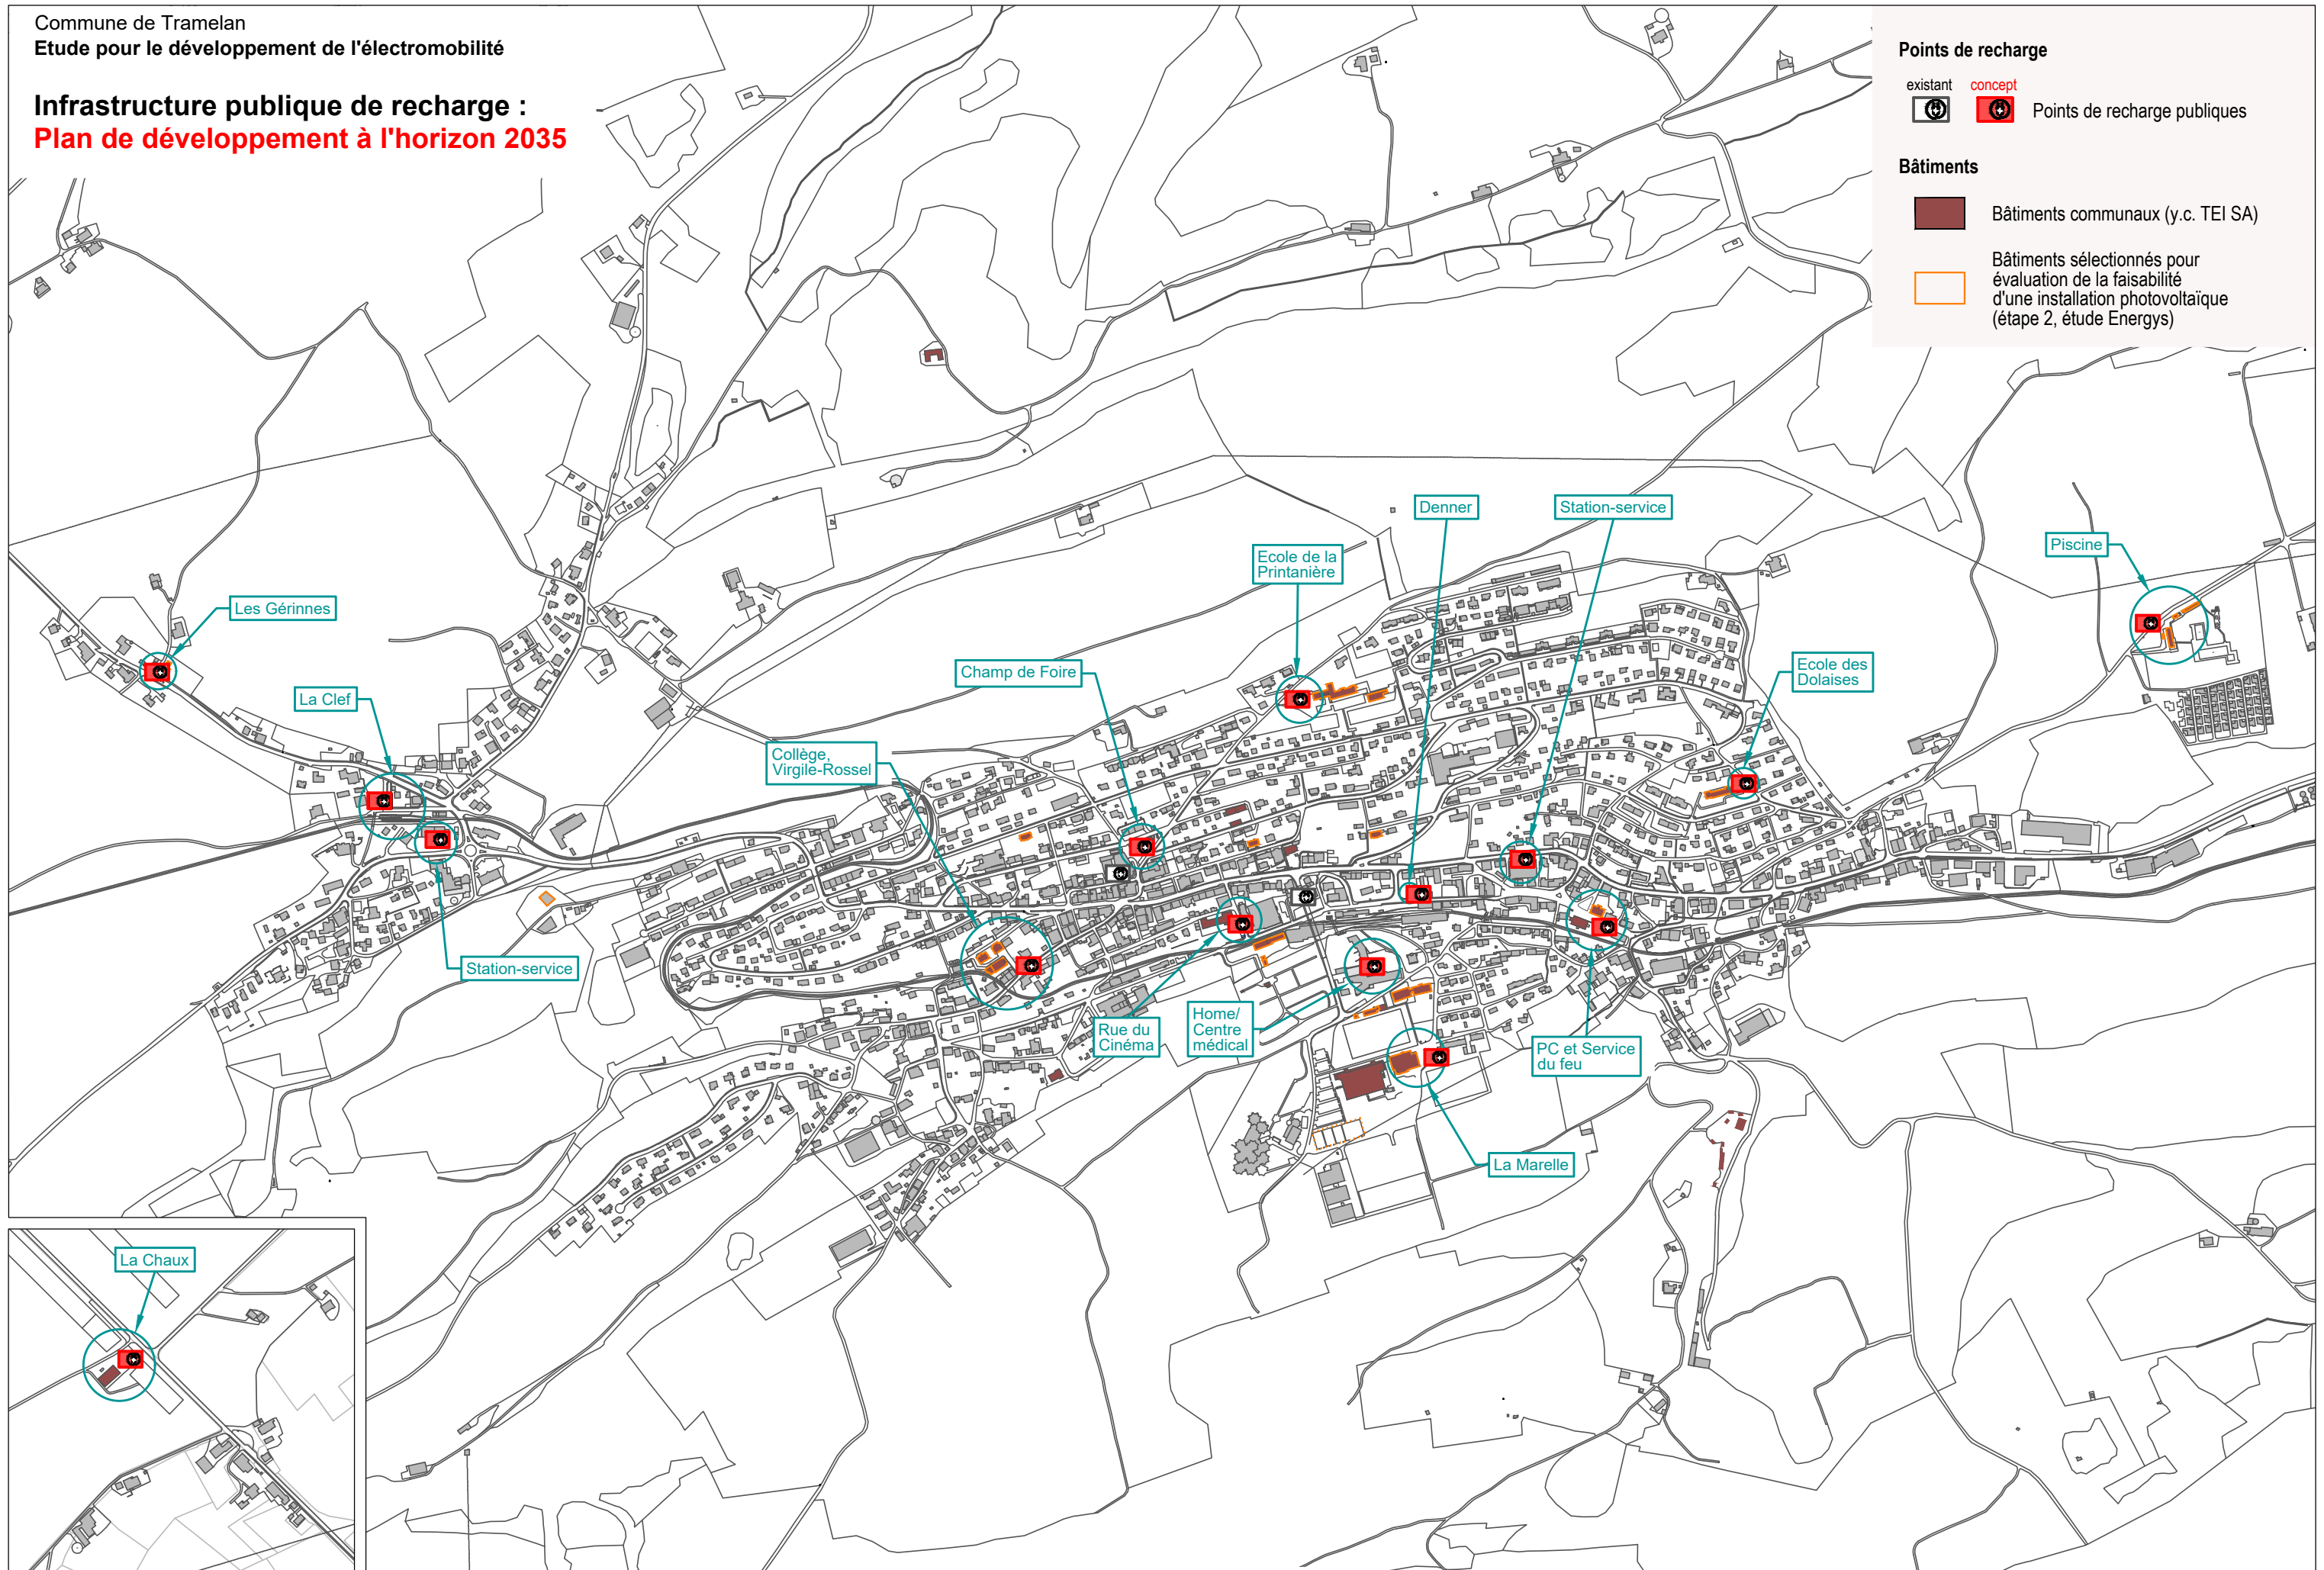 Commune de Tramelan
Etude pour le développement de l'électromobilité
Infrastructure publique de recharge :
Plan de développement à l'horizon 2035
Points de recharge
existant
concept
Points de recharge publiques
Bâtiments
Bâtiments communaux (y.c. TEI SA)
Bâtiments sélectionnés pour
évaluation de la faisabilité
d'une installation photovoltaïque
(étape 2, étude Energys)
Denner
Station-service
Ecole de la
Printanière
Piscine
Les Gérinnes
Champ de Foire
Ecole des
Dolaises
La Clef
Collège,
Virgile-Rossel
Station-service
Rue du
Cinéma
Home/
Centre
médical
PC et Service
du feu
La Marelle
La Chaux